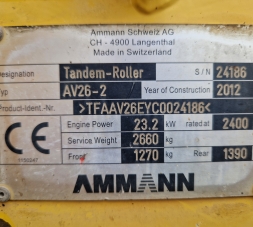 Ammann Schweiz AG
CH - 4900 Langenthal
Made in Switzerland
Designation Tandem-Roller S/N 24186
Typ AV26-2 Year of Construction 2012
Product-Ident.-Nr. >TFAAV26EYC0024186<
CE Engine Power 23.2 kW rated at 2400
Service Weight 2660
Front 1270 kg Rear 1390
AMMANN